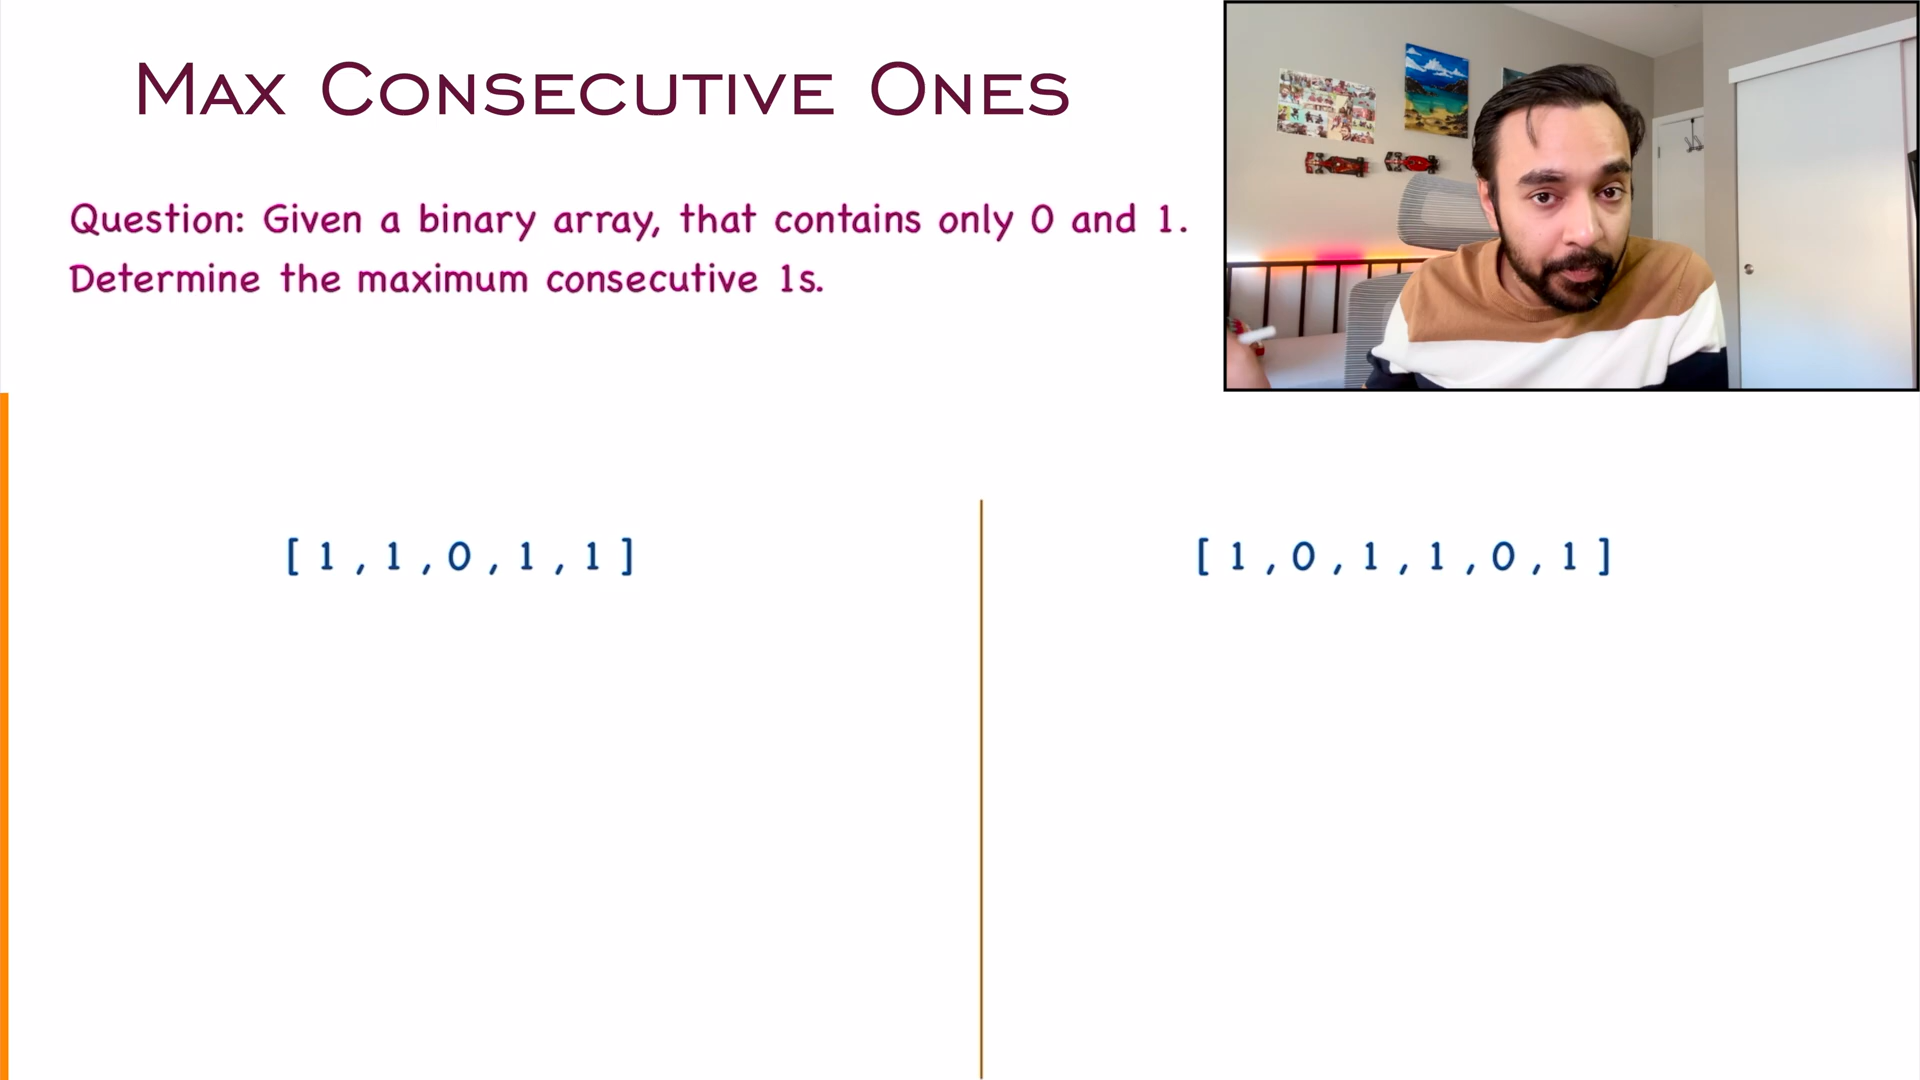 MAX CONSECUTIVE ONES
Question: Given a binary array, that contains only 0 and 1.
Determine the maximum consecutive 1s.
[ 1 , 1 , 0 , 1 , 1 ]
[ 1 , 0 , 1 , 1 , 0 , 1 ]